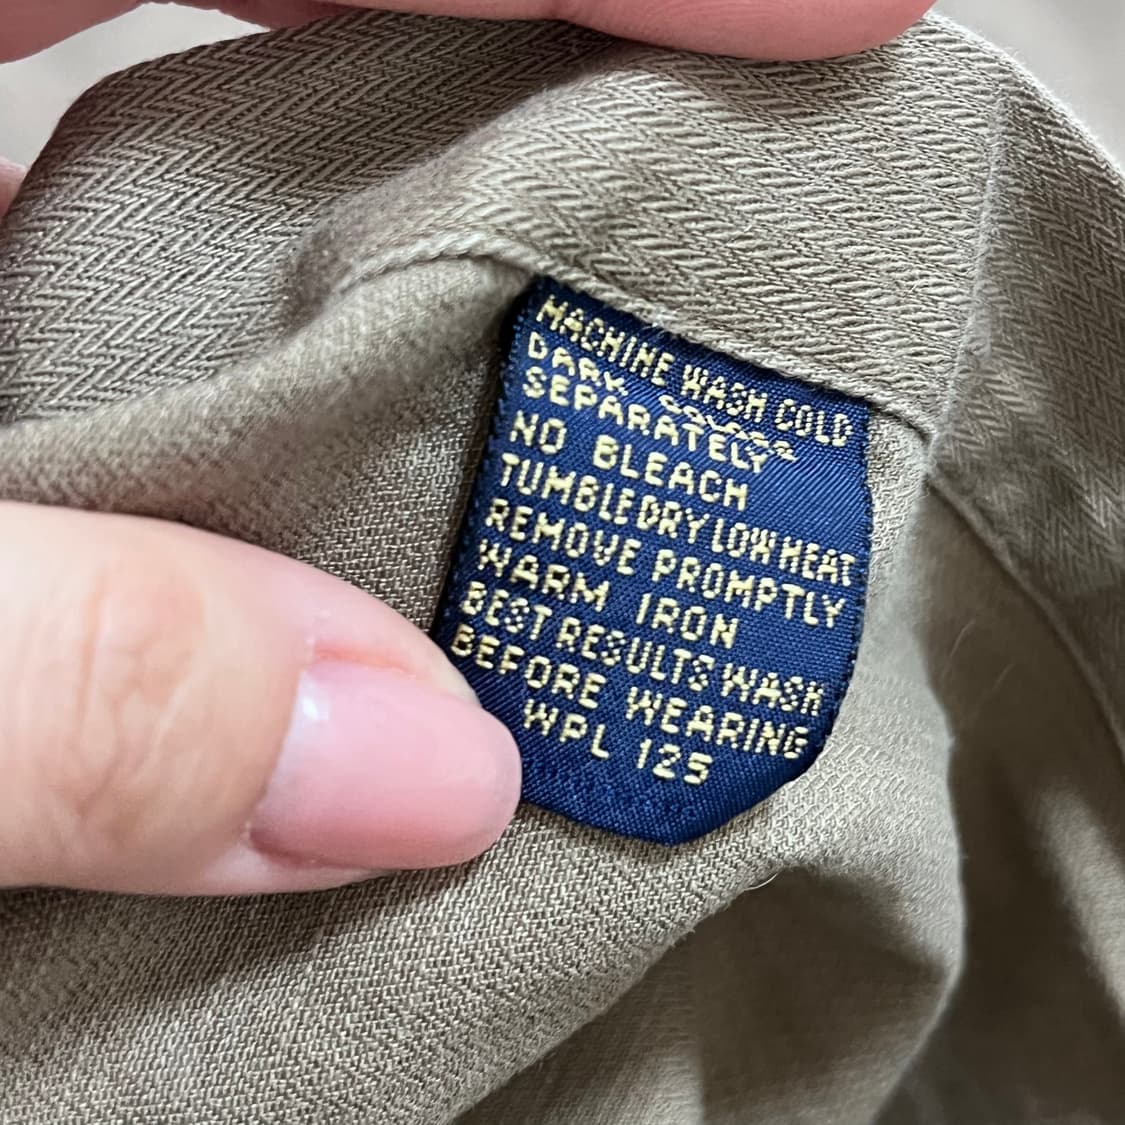 MACHINE WASH COLD
DARK COLORS
SEPARATELY
NO BLEACH
TUMBLE DRY LOW HEAT
REMOVE PROMPTLY
WARM IRON
BEST RESULTS WASH
BEFORE WEARING
WPL 125